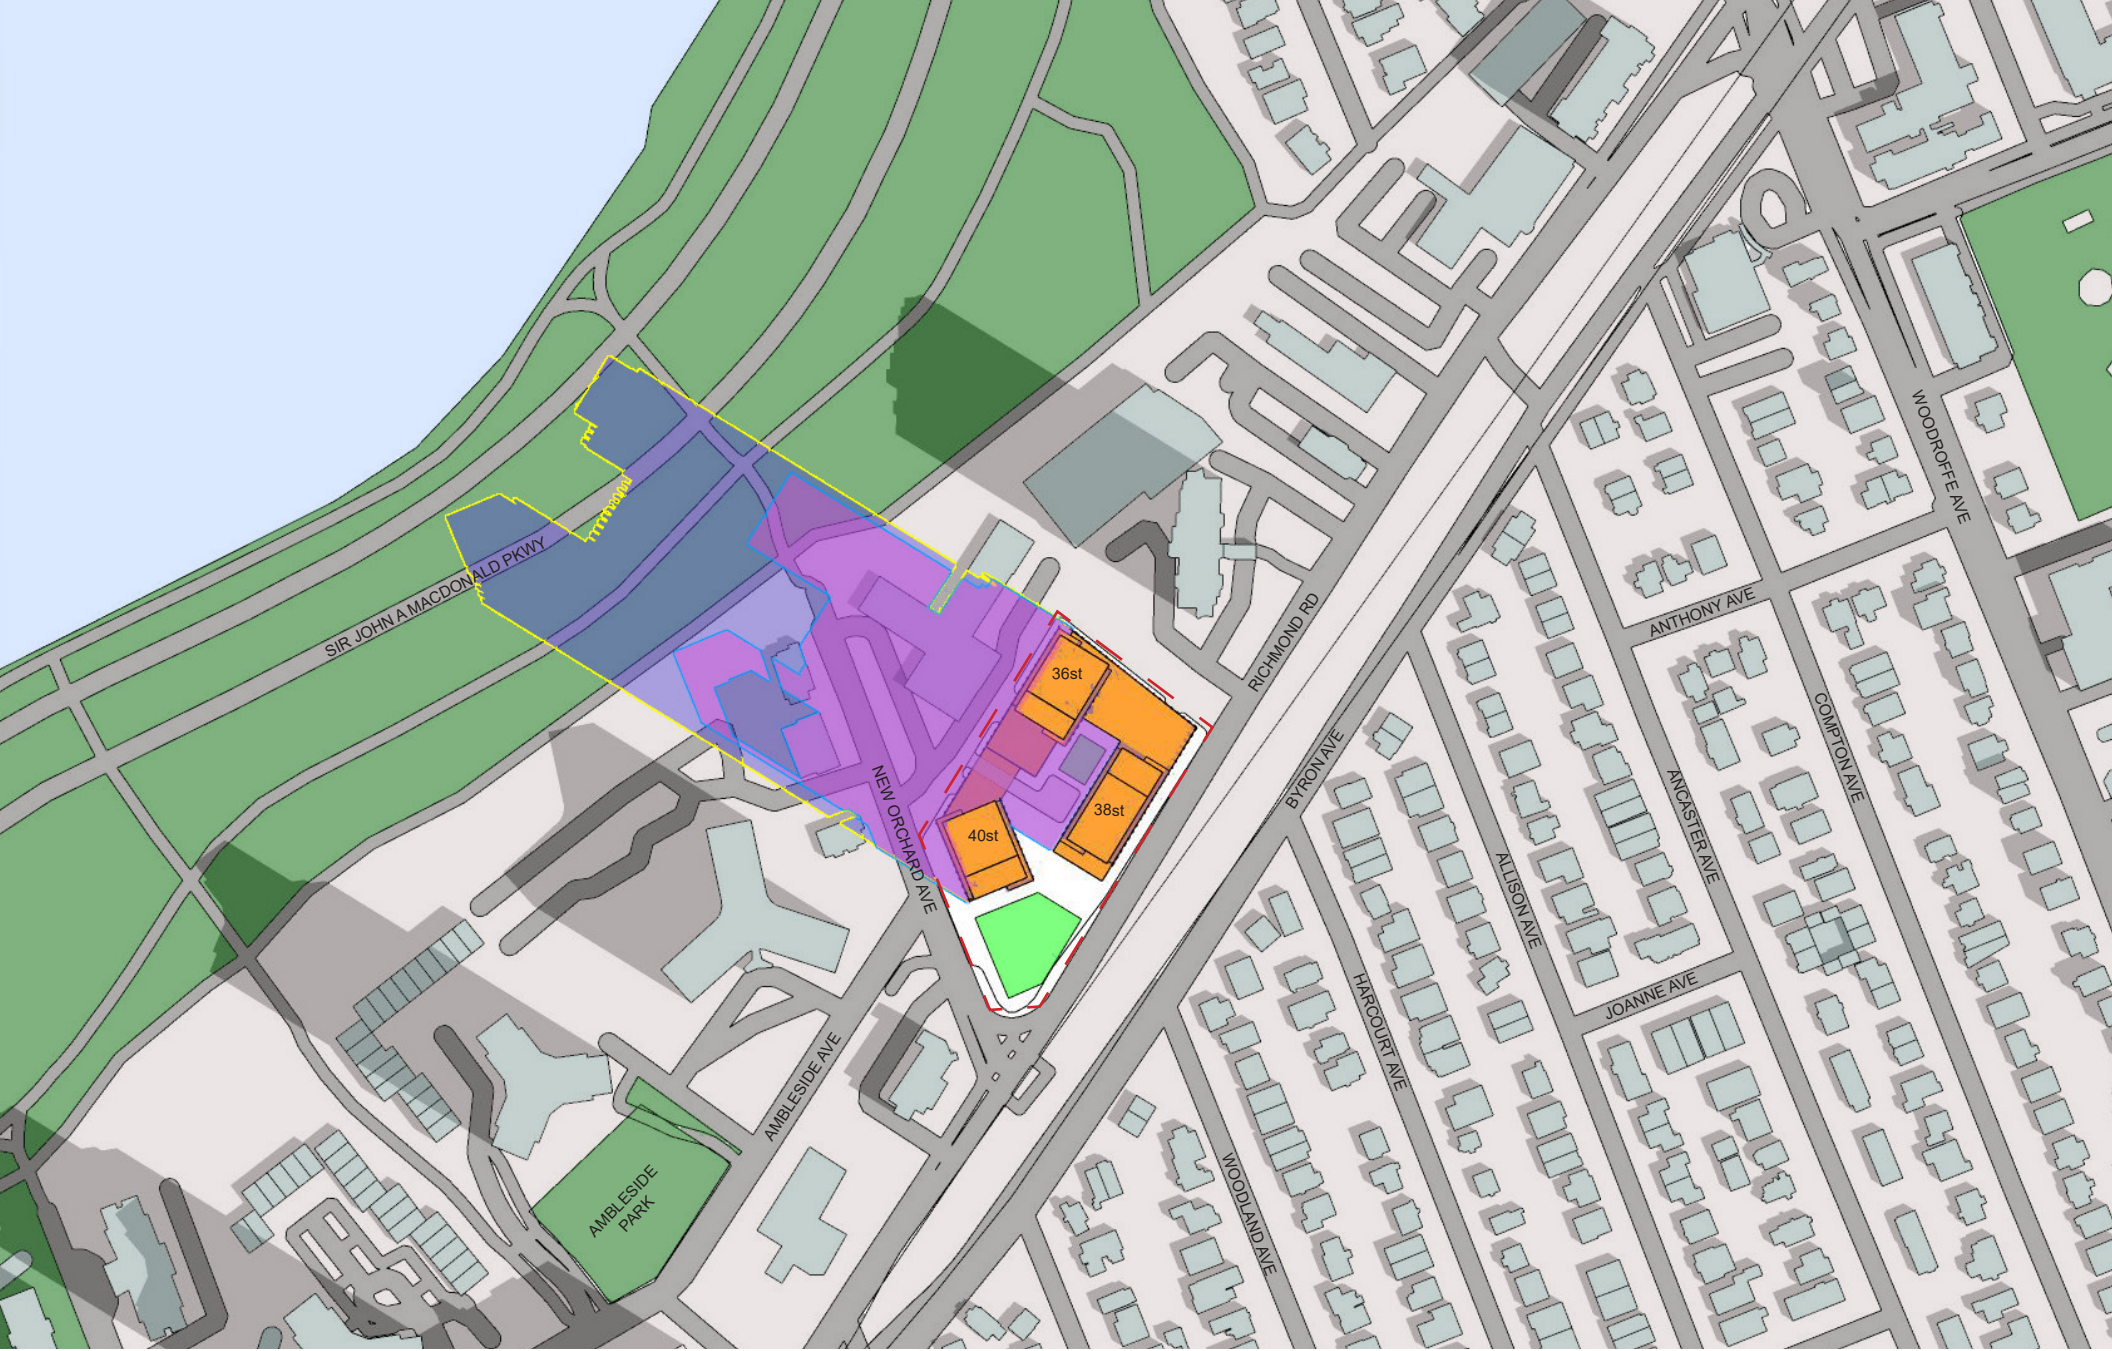 SIR JOHN A MACDONALD PKWY
WOODROFFE AVE
ANTHONY AVE
RICHMOND RD
36st
COMPTON AVE
BYRON AVE
NEW ORCHARD AVE
ANCASTER AVE
38st
40st
ALLISON AVE
HARCOURT AVE
JOANNE AVE
AMBLESIDE AVE
AMBLESIDE
PARK
WOODLAND AVE